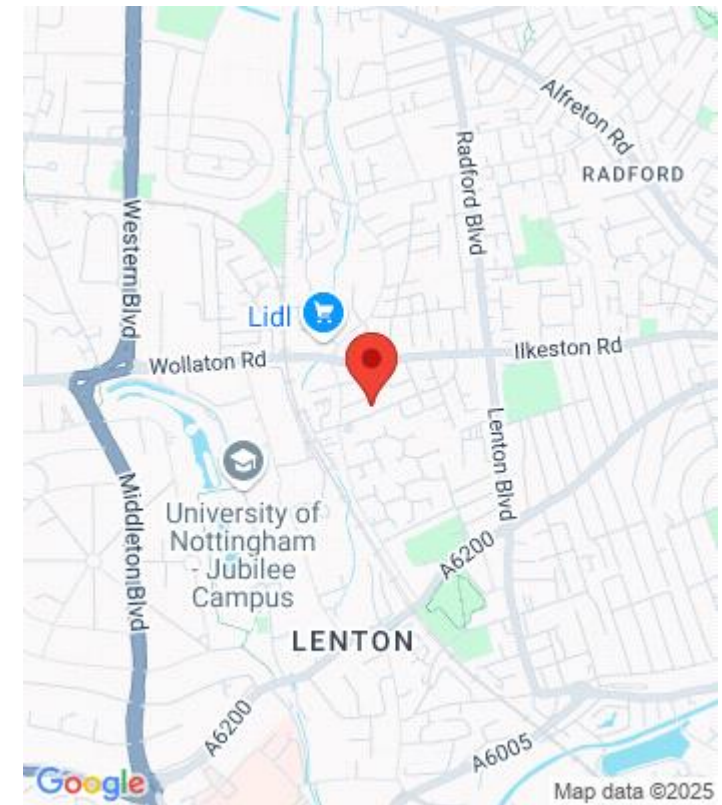 Alfreton Rd
RADFORD
Radford Blvd
Western Blvd
Lidl
Wollaton Rd
Ilkeston Rd
Lenton Blvd
University of
Nottingham
- Jubilee
Campus
Middleton Blvd
A6200
LENTON
A6200
A6005
Google
Map data ©2025